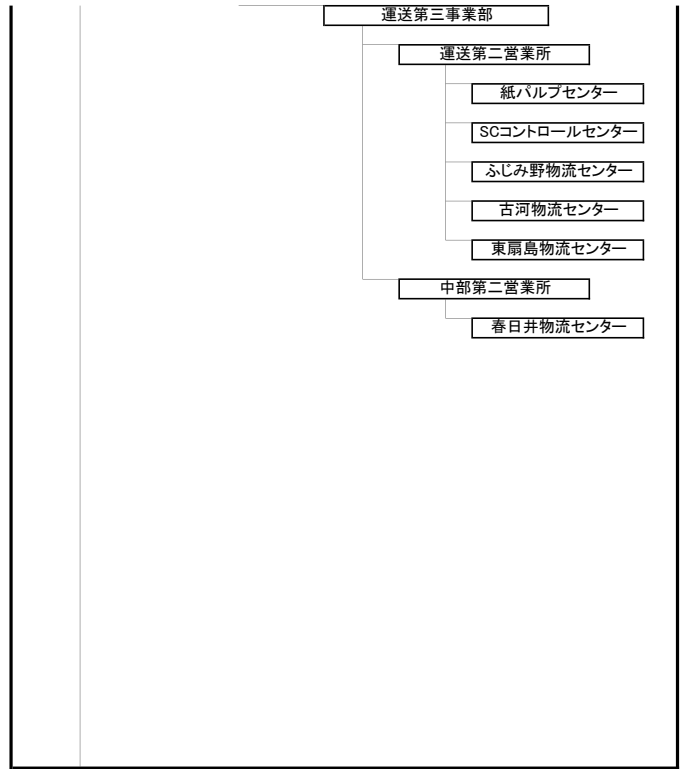 運送第三事業部
運送第二営業所
紙パルプセンター
SCコントロールセンター
ふじみ野物流センター
古河物流センター
東扇島物流センター
中部第二営業所
春日井物流センター